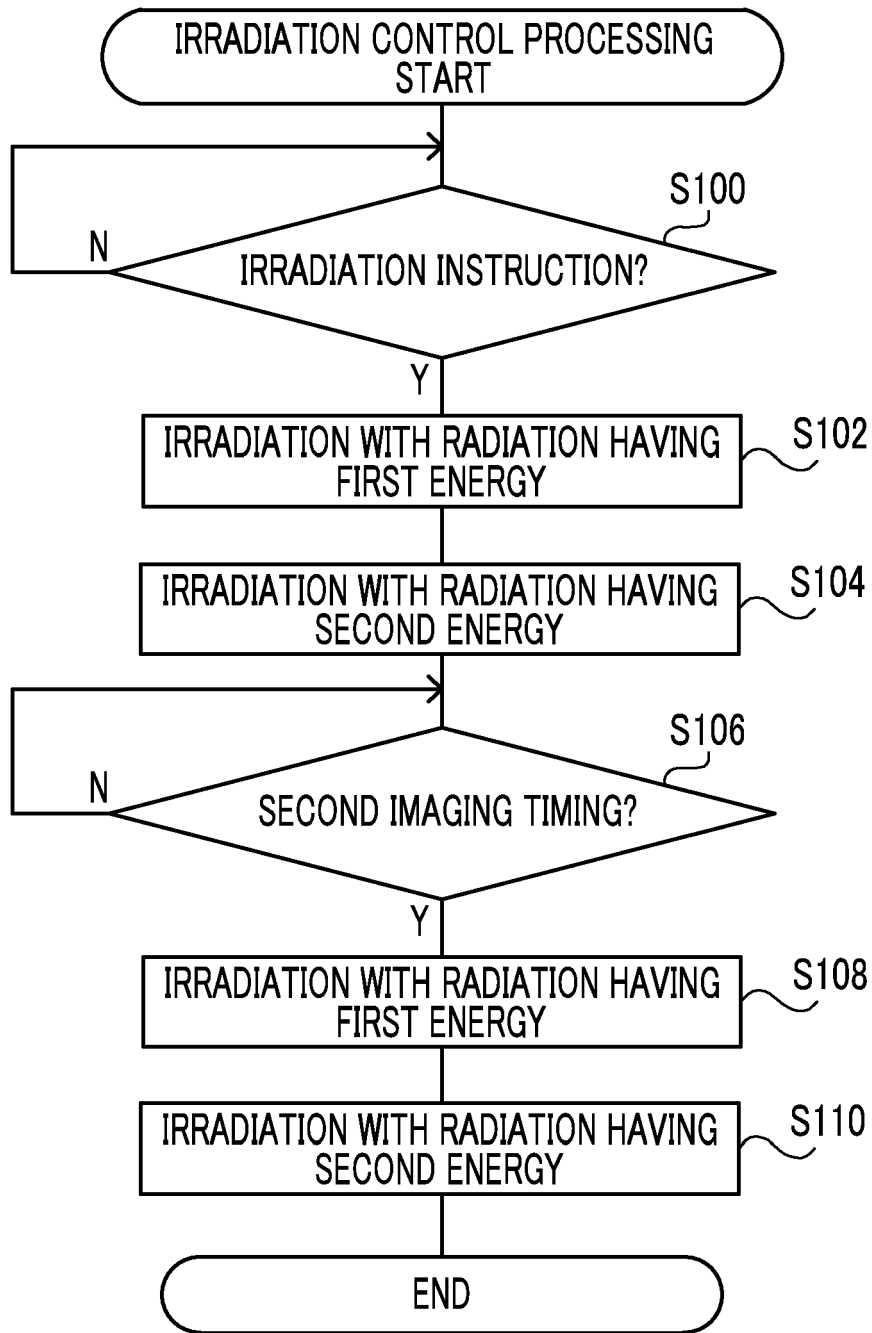 IRRADIATION CONTROL PROCESSING
START
S100
N
IRRADIATION INSTRUCTION?
Y
IRRADIATION WITH RADIATION HAVING
FIRST ENERGY
S102
IRRADIATION WITH RADIATION HAVING
SECOND ENERGY
S104
S106
N
SECOND IMAGING TIMING?
Y
IRRADIATION WITH RADIATION HAVING
FIRST ENERGY
S108
IRRADIATION WITH RADIATION HAVING
SECOND ENERGY
S110
END